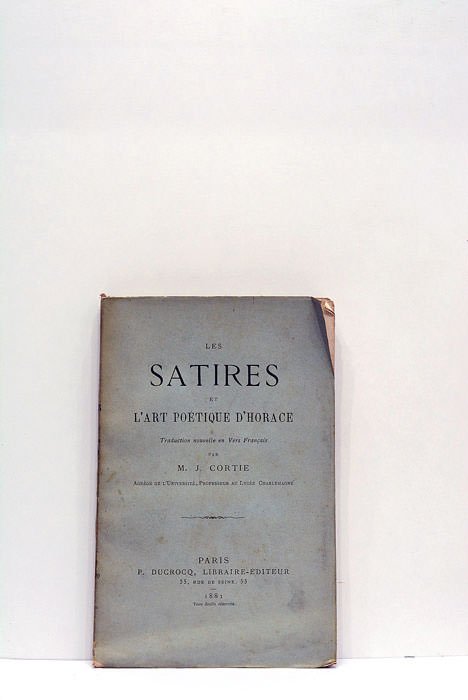 LES
SATIRES
ET
L'ART POÉTIQUE D'HORACE
Traduction nouvelle en Vers Français
PAR
M. J. CORTIE
AGRÉGÉ DE L'UNIVERSITÉ, PROFESSEUR AU LYCÉE CHARLEMAGNE
PARIS
P. DUCROCQ, LIBRAIRE-ÉDITEUR
55, RUE DE SEINE, 55
1881
Tous droits réservés.